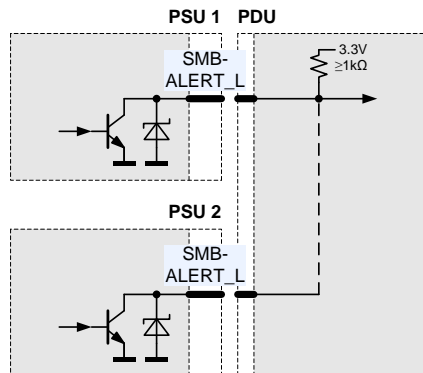 PSU 1 PDU
SMB-
ALERT_L
3.3V
≥1kΩ
PSU 2
SMB-
ALERT_L